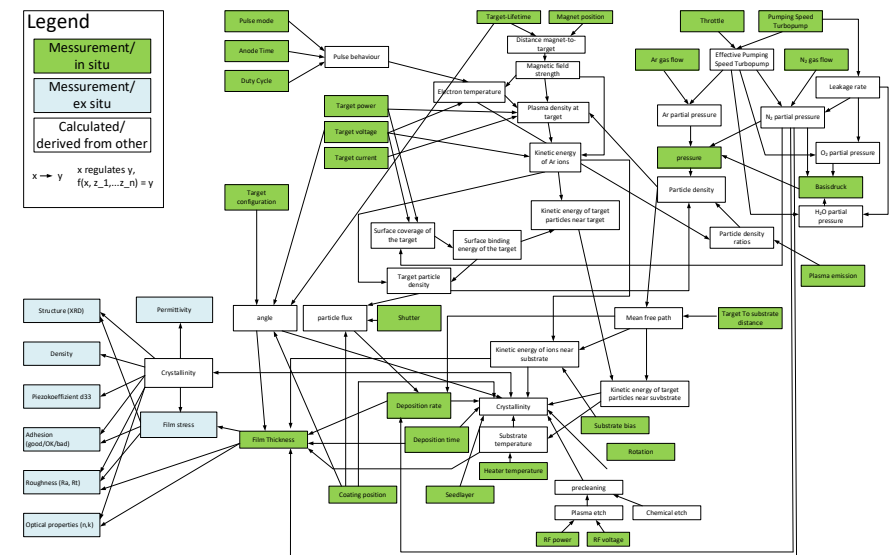 Legend
Messurement/
in situ
Messurement/
ex situ
Calculated/
derived from other
x → y
x regulates y,
f(x, z_1,...z_n) = y
Pulse mode
Anode Time
Duty Cycle
Pulse behaviour
Target-Lifetime
Magnet position
Distance magnet-to-
target
Magnetic field
strength
Electron temperature
Plasma density at
target
Throttle
Pumping Speed
Turbopump
Effective Pumping
Speed Turbopump
Ar gas flow
N₂ gas flow
Leakage rate
Ar partial pressure
N₂ partial pressure
O₂ partial pressure
pressure
Basisdruck
H₂O partial
pressure
Particle density
Particle density
ratios
Plasma emission
Target power
Target voltage
Target current
Kinetic energy
of Ar ions
Kinetic energy of target
particles near target
Target
configuration
Surface coverage of
the target
Surface binding
energy of the target
Target particle
density
angle
particle flux
Shutter
Mean free path
Target To substrate
distance
Kinetic energy of ions near
substrate
Kinetic energy of target
particles near suvbstrate
Structure (XRD)
Permittivity
Density
Crystallinity
Piezokoeffizient d33
Film stress
Adhesion
(good/OK/bad)
Roughness (Ra, Rt)
Optical properties (n,k)
Film Thickness
Deposition rate
Deposition time
Crystallinity
Substrate
temperature
Heater temperature
Coating position
Seedlayer
Substrate bias
Rotation
precleaning
Plasma etch
Chemical etch
RF power
RF voltage